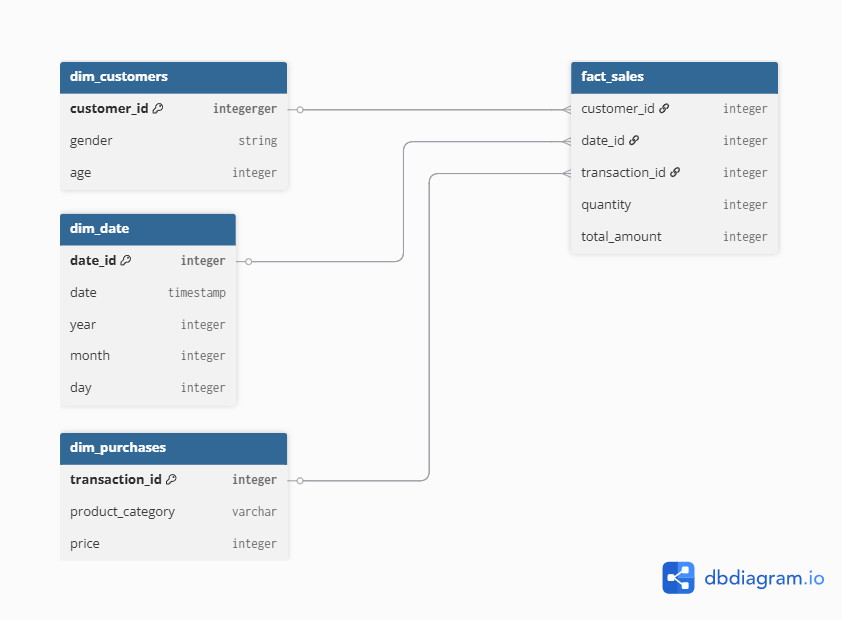 dim_customers
customer_id integerger
gender string
age integer
dim_date
date_id integer
date timestamp
year integer
month integer
day integer
dim_purchases
transaction_id integer
product_category varchar
price integer
fact_sales
customer_id integer
date_id integer
transaction_id integer
quantity integer
total_amount integer
dbdiagram.io